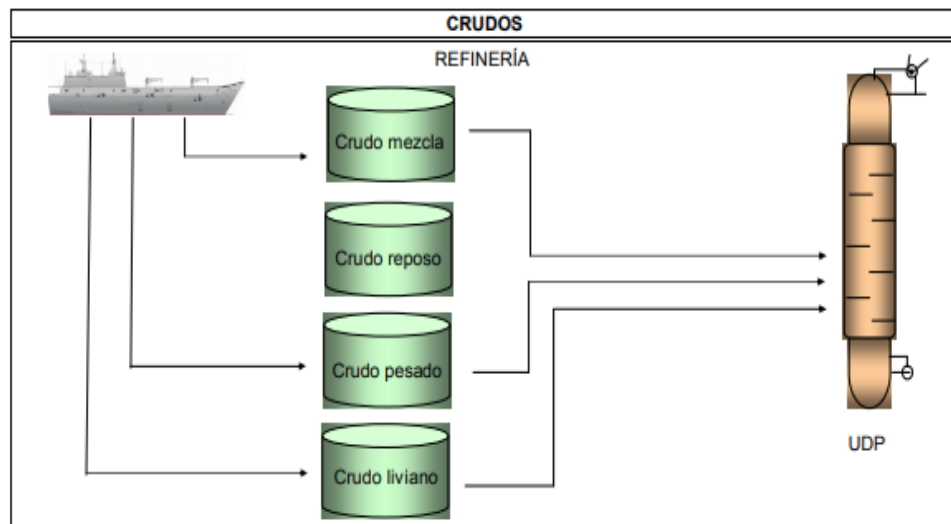 CRUDOS
REFINERÍA
Crudo mezcla
Crudo reposo
Crudo pesado
Crudo liviano
UDP